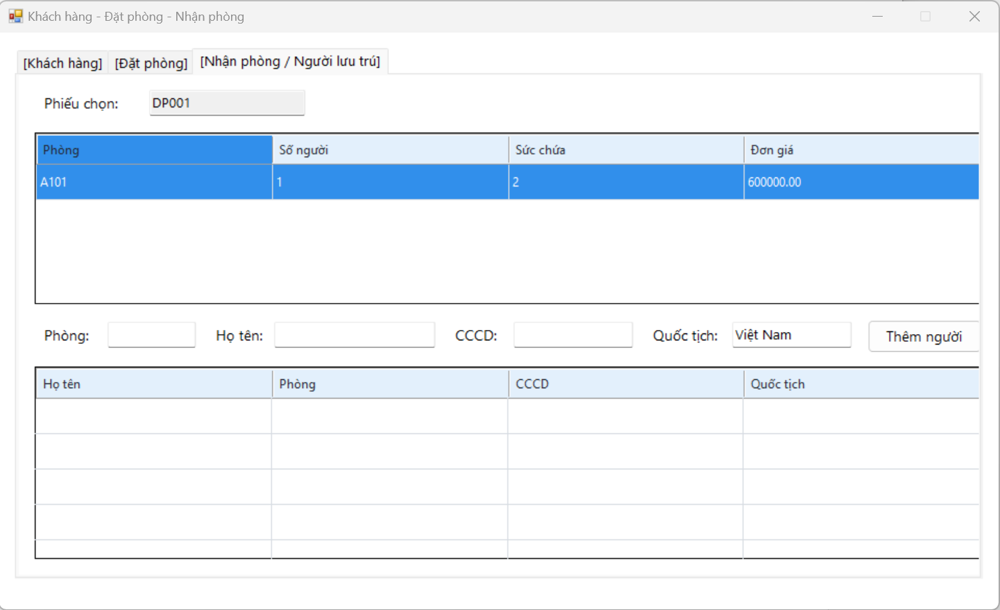 Khách hàng - Đặt phòng - Nhận phòng
[Khách hàng] [Đặt phòng] [Nhận phòng / Người lưu trú]
Phiếu chọn: DP001
Phòng Số người Sức chứa Đơn giá
A101 1 2 600000.00
Phòng: Họ tên: CCCD: Quốc tịch: Việt Nam Thêm người
Họ tên Phòng CCCD Quốc tịch